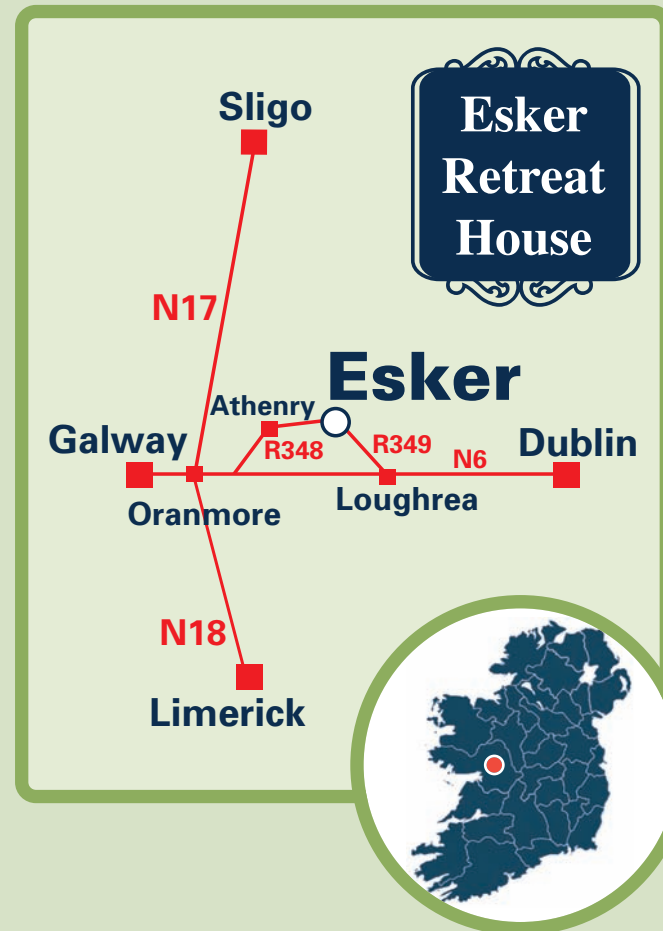 Esker
Retreat
House
Sligo
N17
Esker
Athenry
Galway
R348
R349
N6
Dublin
Oranmore
Loughrea
N18
Limerick